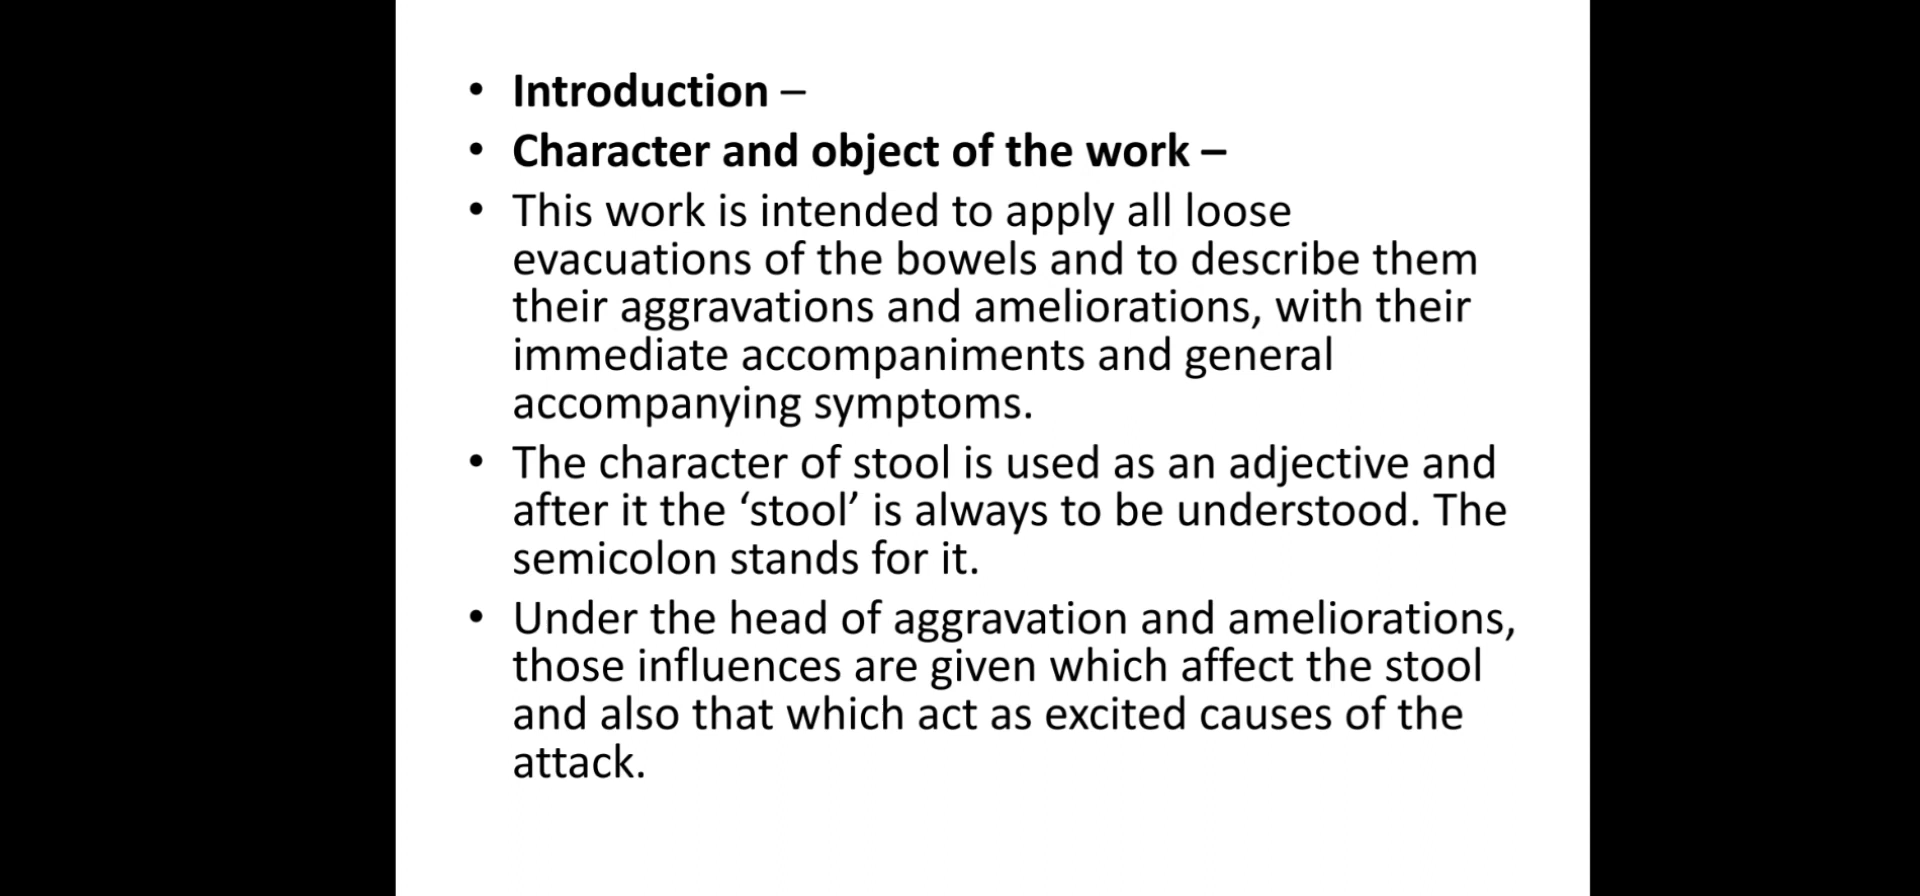 • Introduction –
• Character and object of the work –
• This work is intended to apply all loose
evacuations of the bowels and to describe them
their aggravations and ameliorations, with their
immediate accompaniments and general
accompanying symptoms.
• The character of stool is used as an adjective and
after it the ‘stool’ is always to be understood. The
semicolon stands for it.
• Under the head of aggravation and ameliorations,
those influences are given which affect the stool
and also that which act as excited causes of the
attack.